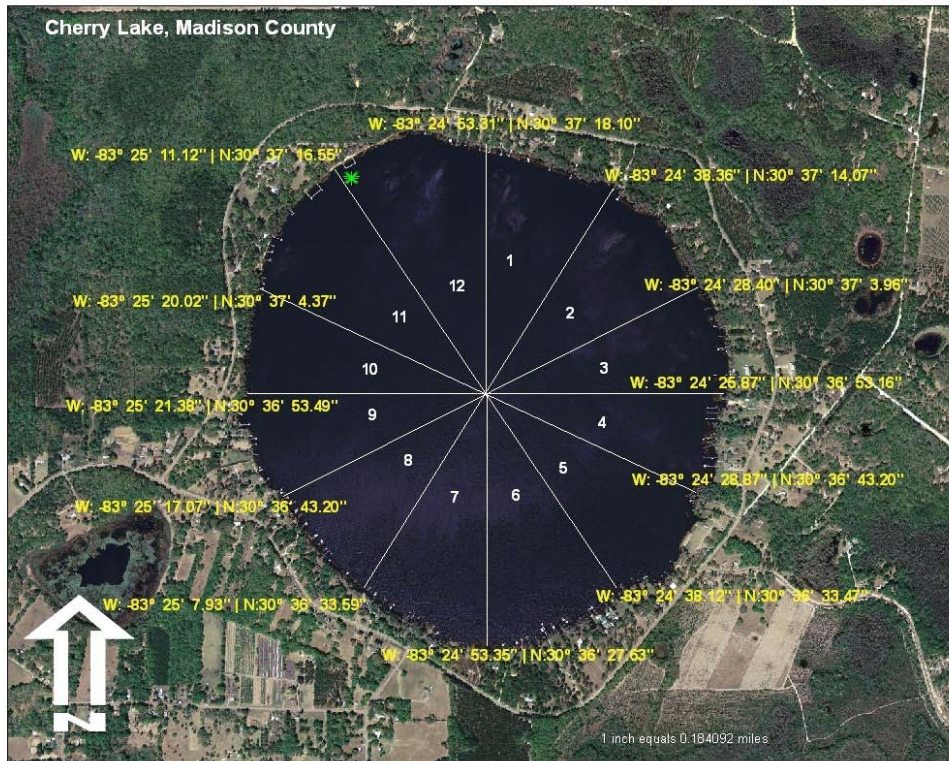 Cherry Lake, Madison County
W: -83° 24' 53.31" | N:30° 37' 18.10"
W: -83° 25' 11.12" | N:30° 37' 16.55"
W: -83° 24' 38.36" | N:30° 37' 14.07"
1
12
W: -83° 24' 28.40" | N:30° 37' 3.96"
W: -83° 25' 20.02" | N:30° 37' 4.37"
2
11
10
3
W: -83° 24' 25.87" | N:30° 36' 53.16"
W: -83° 25' 21.38" | N:30° 36' 53.49"
9
4
8
5
W: -83° 24' 28.87" | N:30° 36' 43.20"
7
6
W: -83° 25' 17.07" | N:30° 36' 43.20"
W: -83° 24' 38.12" | N:30° 36' 33.47"
W: -83° 25' 7.93" | N:30° 36' 33.59"
W: -83° 24' 53.35" | N:30° 36' 27.63"
N
1 inch equals 0.184092 miles